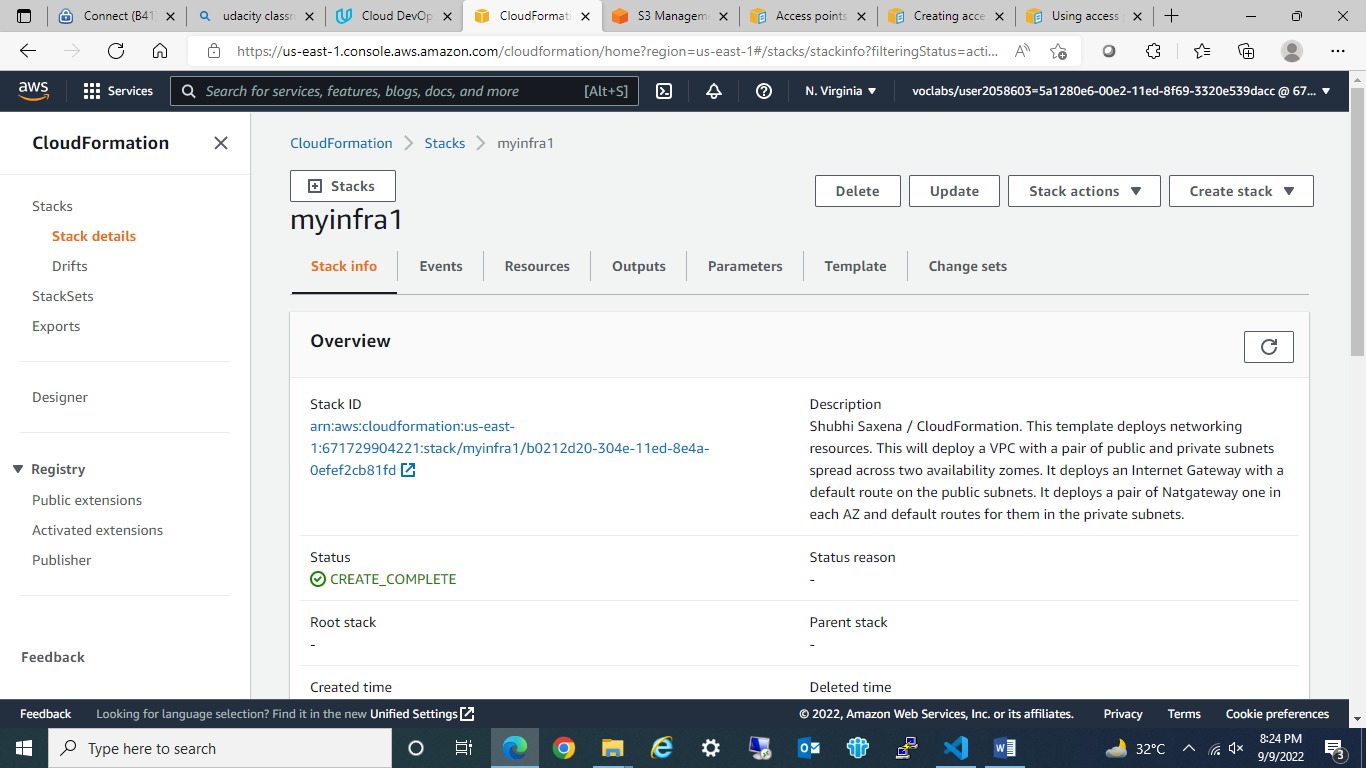 Connect (B41)
udacity classr
Cloud DevOp
CloudFormati
S3 Managem
Access points
Creating acce
Using access
https://us-east-1.console.aws.amazon.com/cloudformation/home?region=us-east-1#/stacks/stackinfo?filteringStatus=acti...
aws
Services
Search for services, features, blogs, docs, and more
[Alt+S]
N. Virginia
voclabs/user2058603=5a1280e6-00e2-11ed-8f69-3320e539dacc @ 67...
CloudFormation
Stacks
Stack details
Drifts
StackSets
Exports
Designer
Registry
Public extensions
Activated extensions
Publisher
Feedback
CloudFormation
Stacks
myinfra1
Stacks
myinfra1
Delete
Update
Stack actions
Create stack
Stack info
Events
Resources
Outputs
Parameters
Template
Change sets
Overview
Stack ID
arn:aws:cloudformation:us-east-
1:671729904221:stack/myinfra1/b0212d20-304e-11ed-8e4a-
0efef2cb81fd
Description
Shubhi Saxena / CloudFormation. This template deploys networking
resources. This will deploy a VPC with a pair of public and private subnets
spread across two availability zomes. It deploys an Internet Gateway with a
default route on the public subnets. It deploys a pair of Natgateway one in
each AZ and default routes for them in the private subnets.
Status
CREATE_COMPLETE
Status reason
-
Root stack
-
Parent stack
-
Created time
Deleted time
Feedback
Looking for language selection? Find it in the new Unified Settings
© 2022, Amazon Web Services, Inc. or its affiliates.
Privacy
Terms
Cookie preferences
Type here to search
32°C
8:24 PM
9/9/2022
3